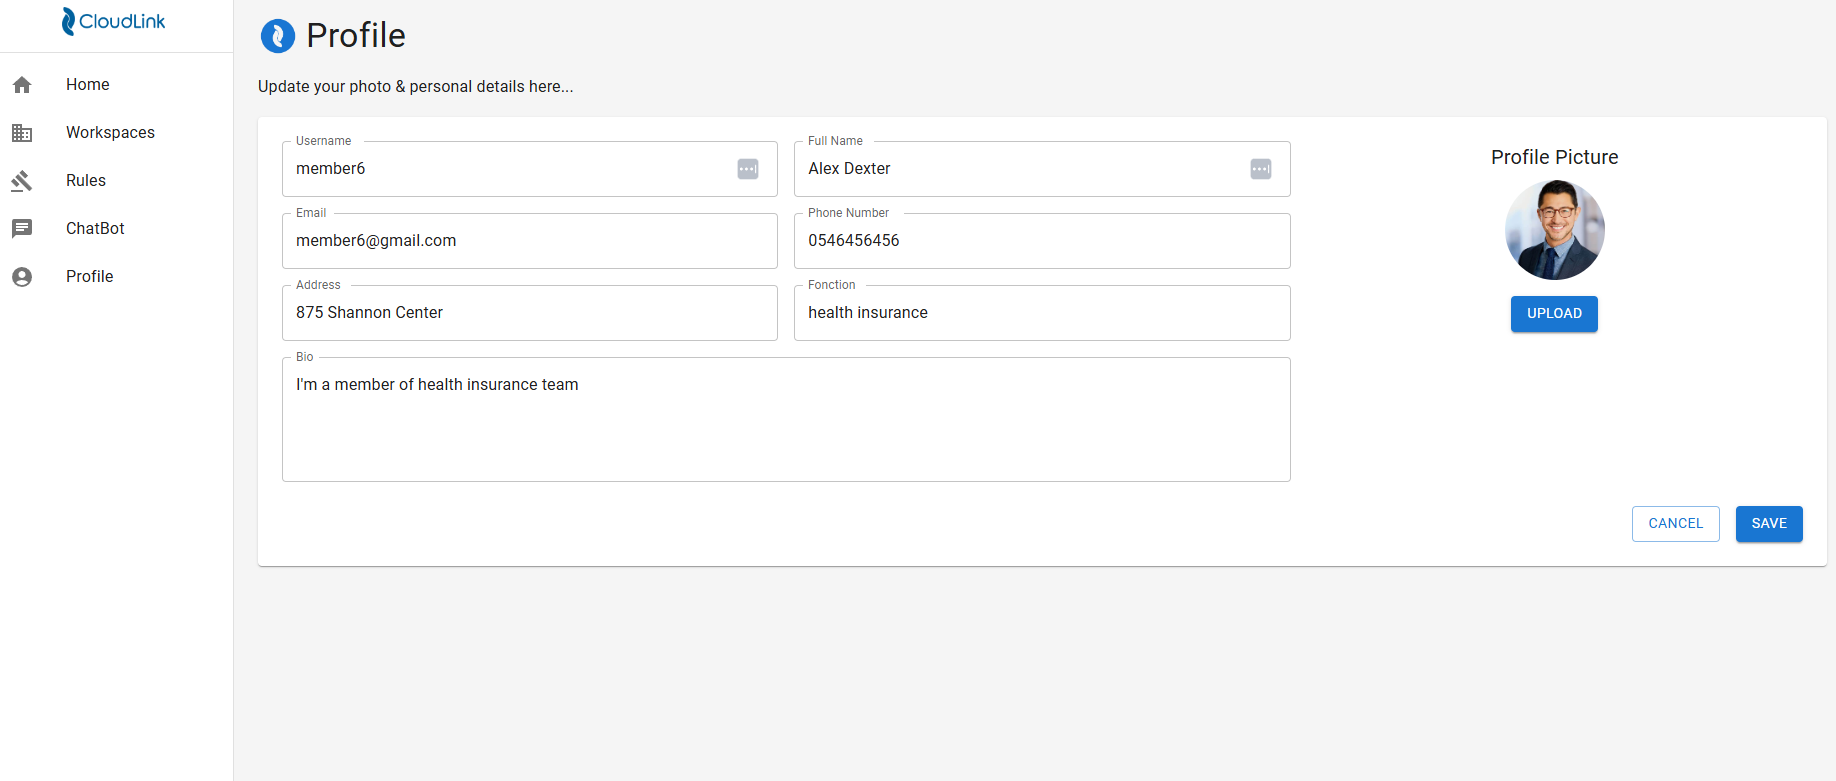 CloudLink
Home
Workspaces
Rules
ChatBot
Profile
Profile
Update your photo & personal details here...
Username
member6
Full Name
Alex Dexter
Email
member6@gmail.com
Phone Number
0546456456
Address
875 Shannon Center
Fonction
health insurance
Bio
I'm a member of health insurance team
Profile Picture
UPLOAD
CANCEL
SAVE